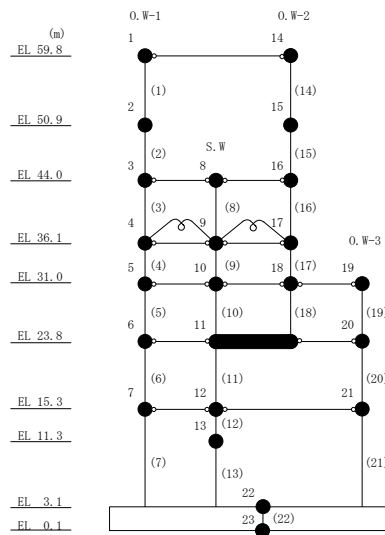 O.W-1 O.W-2
(m)
1 14
EL 59.8
(1) (14)
2 15
EL 50.9
(2) S.W (15)
3 8 16
EL 44.0
(3) (8) (16)
4 9 17
EL 36.1 O.W-3
(4) (9) (17)
5 10 18 19
EL 31.0
(5) (10) (18) (19)
6 11 20
EL 23.8
(6) (11) (20)
7 12 21
EL 15.3
13 (12)
EL 11.3
(7) (13) (21)
22
EL 3.1
23 (22)
EL 0.1